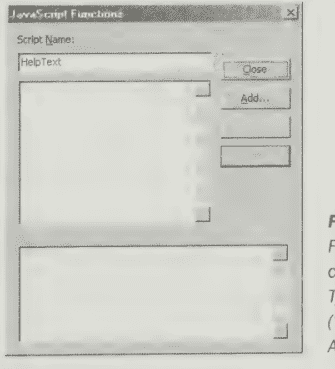 JavaScript Functions
Script Name:
HelpText
Close
Add...
F
F
T
(
A